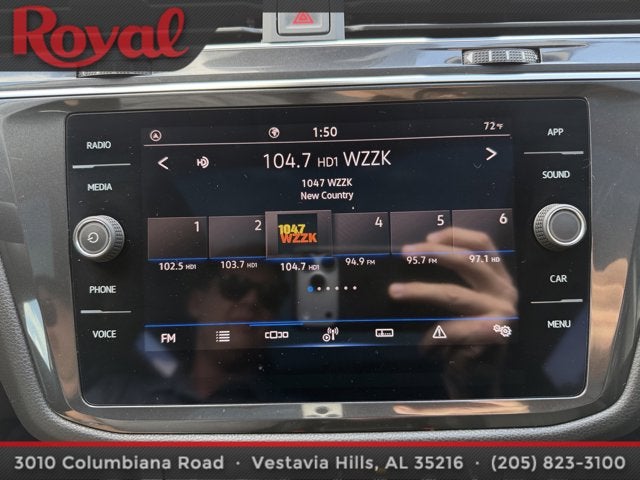 Royal
1:50
72°F
104.7 HD1 WZZK
1047 WZZK
New Country
RADIO
MEDIA
PHONE
VOICE
APP
SOUND
CAR
MENU
1
2
1047
WZZK
4
5
6
102.5 HD1
103.7 HD1
104.7 HD1
94.9 FM
95.7 FM
97.1 HD
FM
3010 Columbiana Road • Vestavia Hills, AL 35216 • (205) 823-3100